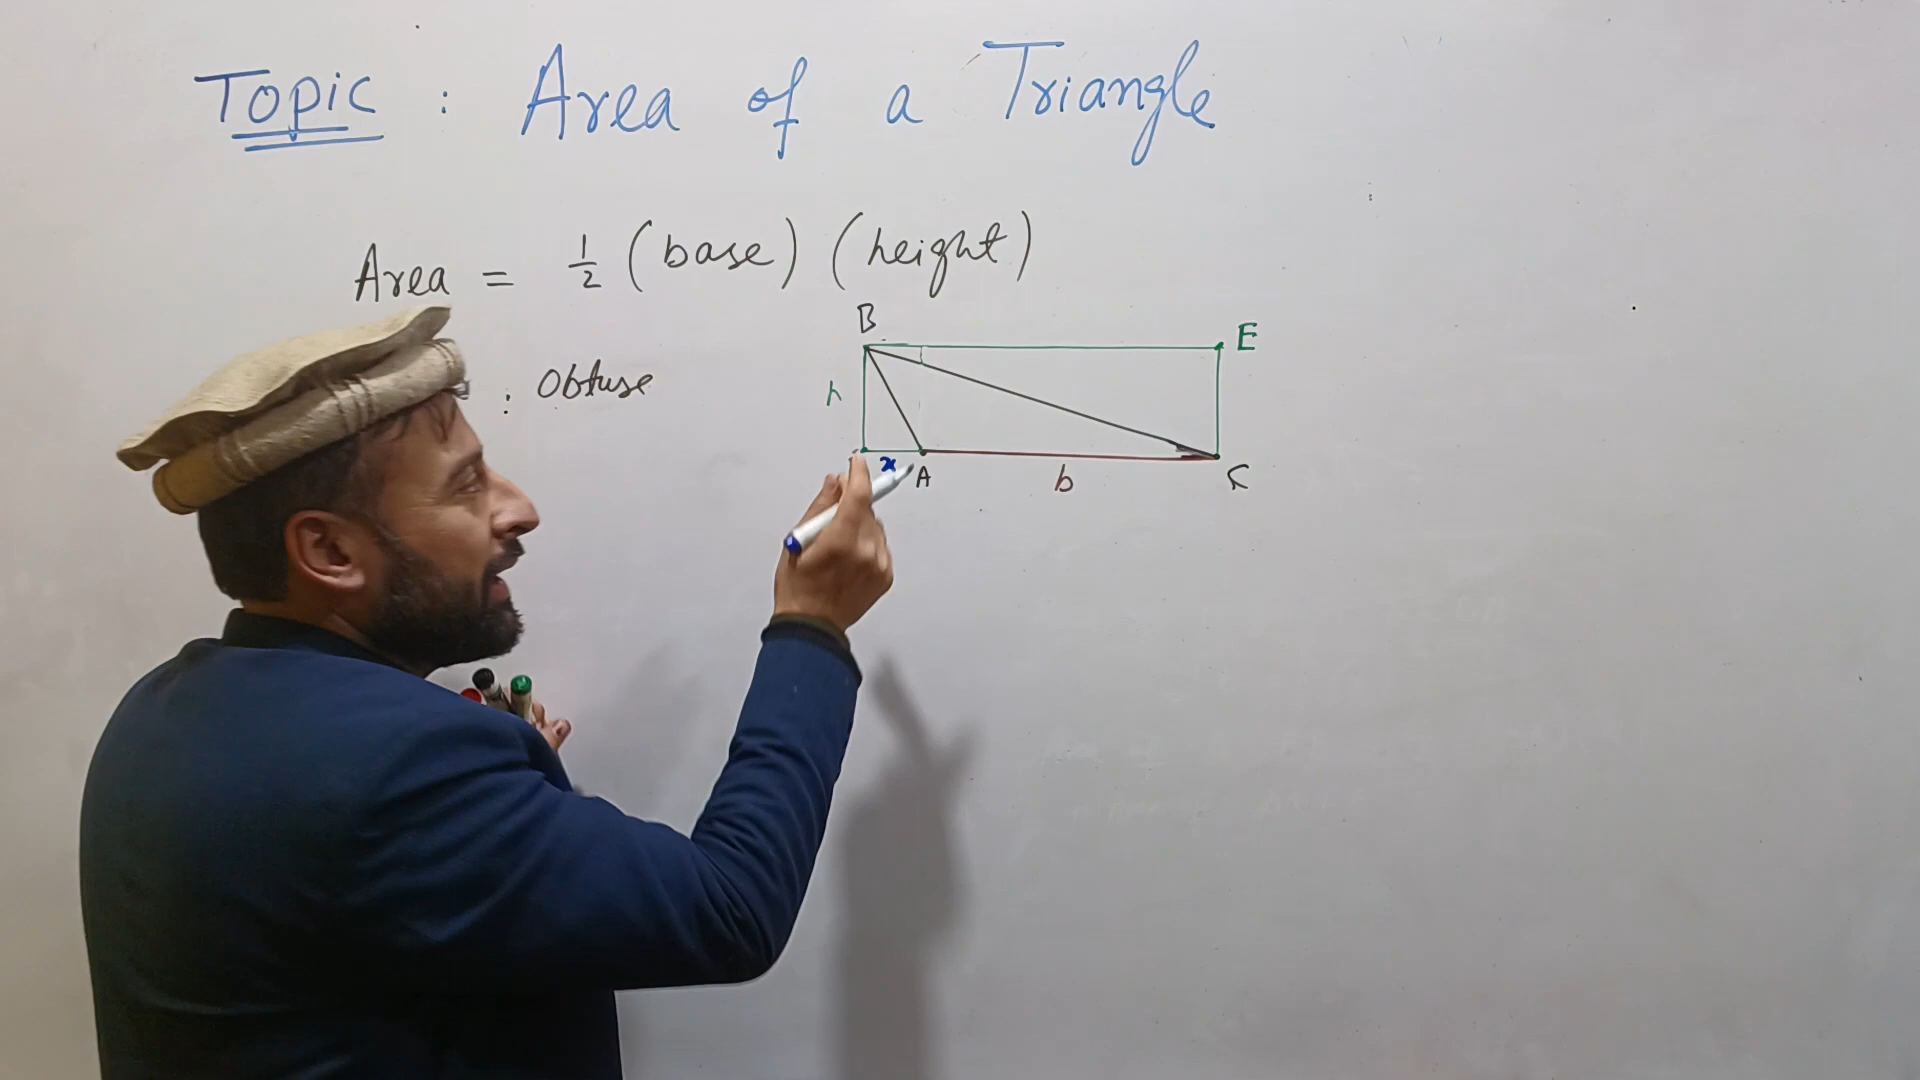 Topic : Area of a Triangle
Area = 1/2 (base) (height)
B
E
: Obtuse
h
x A b C